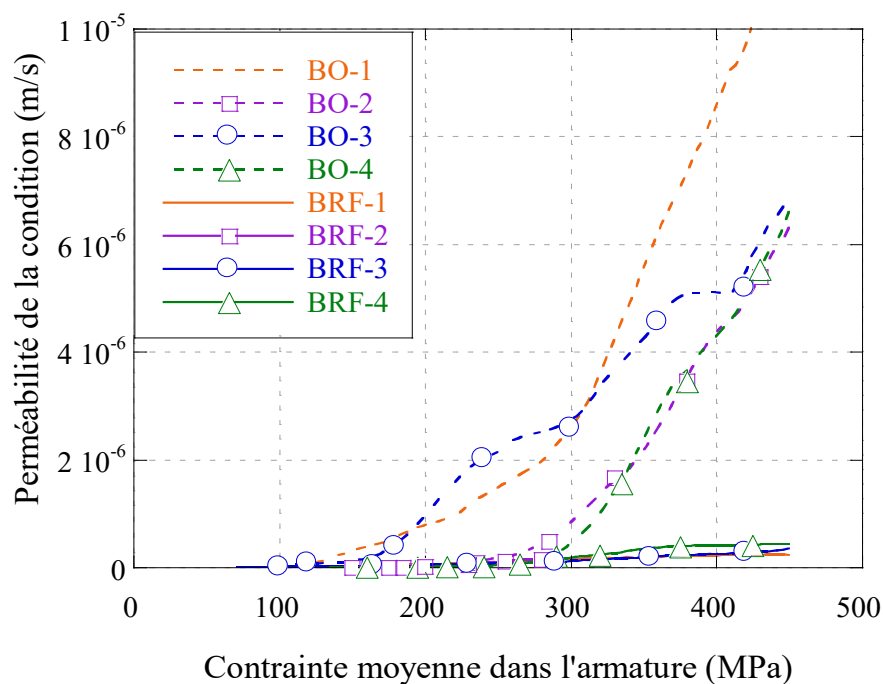 Perméabilité de la condition (m/s)
1 10⁻⁵
8 10⁻⁶
6 10⁻⁶
4 10⁻⁶
2 10⁻⁶
0
BO-1
BO-2
BO-3
BO-4
BRF-1
BRF-2
BRF-3
BRF-4
0 100 200 300 400 500
Contrainte moyenne dans l'armature (MPa)